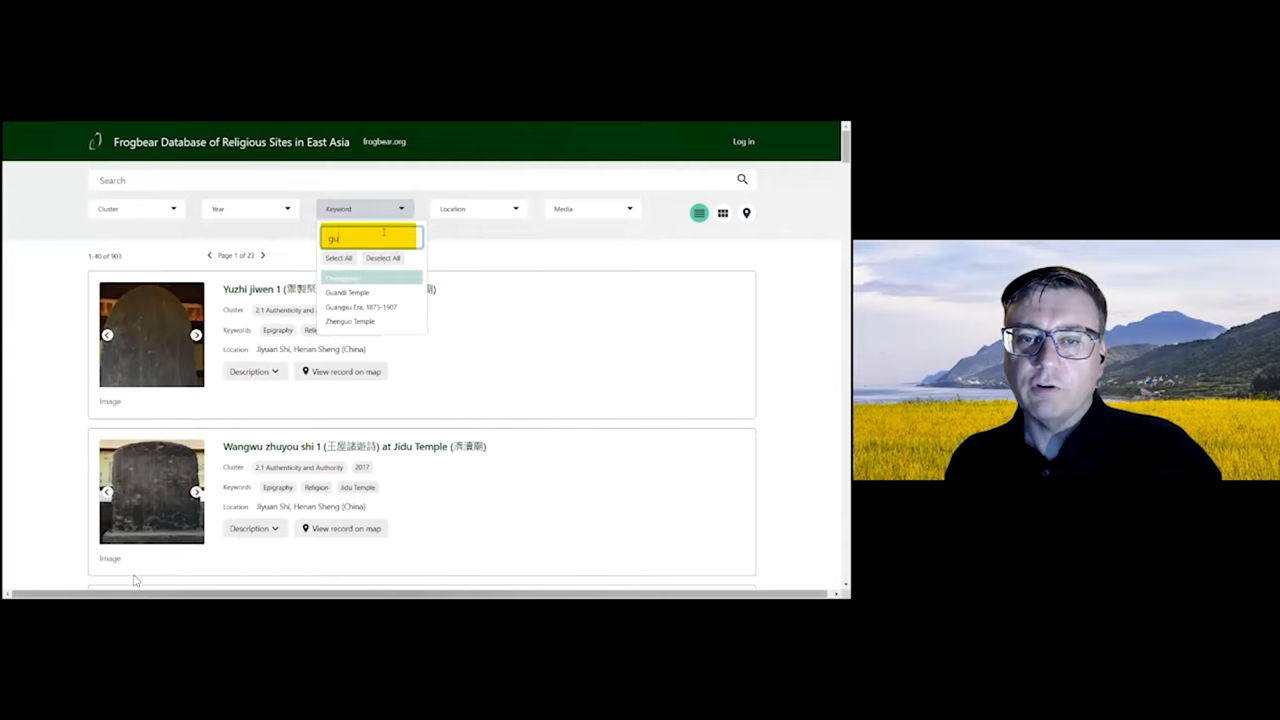 Frogbear Database of Religious Sites in East Asia frogbear.org Log in
Search
Cluster Year Keyword Location Media
gu
Select All Deselect All
Guandi Temple
Guangxu Era, 1875-1907
Zhenguo Temple
1-40 of 903 Page 1 of 23
Yuzhi jiwen 1
Cluster 2.1 Authenticity and
Keywords Epigraphy
Location Jiyuan Shi, Henan Sheng (China)
Description View record on map
Image
Wangwu zhuyou shi 1 (王屋諸遊詩) at Jidu Temple (濟瀆廟)
Cluster 2.1 Authenticity and Authority 2017
Keywords Epigraphy Religion Jidu Temple
Location Jiyuan Shi, Henan Sheng (China)
Description View record on map
Image